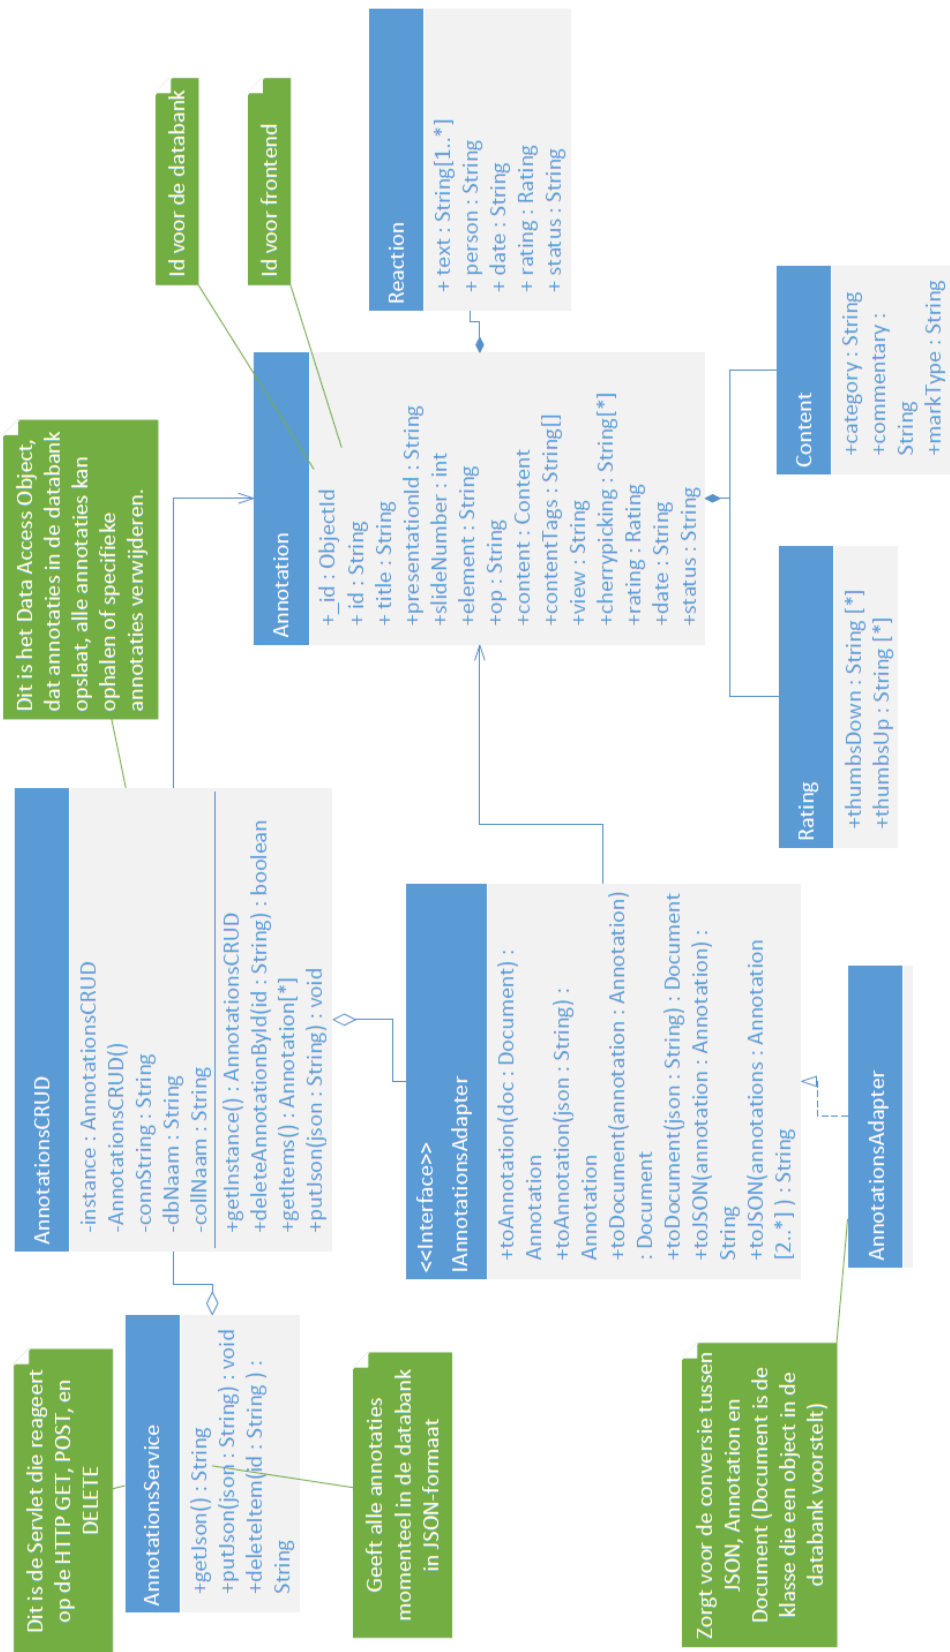 Dit is de Servlet die reageert
op de HTTP GET, POST, en
DELETE
AnnotationsService
+getJson() : String
+putJson(json : String) : void
+deleteItem(id : String ) :
String
Geeft alle annotaties
momenteel in de databank
in JSON-formaat
AnnotationsCRUD
-instance : AnnotationsCRUD
-AnnotationsCRUD()
-connString : String
-dbNaam : String
-collNaam : String
+getInstance() : AnnotationsCRUD
+deleteAnnotationById(id : String) : boolean
+getItems() : Annotation[*]
+putJson(json : String) : void
Dit is het Data Access Object,
dat annotaties in de databank
opslaat, alle annotaties kan
ophalen of specifieke
annotaties verwijderen.
<<Interface>>
IAnnotationsAdapter
+toAnnotation(doc : Document) :
Annotation
+toAnnotation(json : String) :
Annotation
+toDocument(annotation : Annotation)
: Document
+toDocument(json : String) : Document
+toJSON(annotation : Annotation) :
String
+toJSON(annotations : Annotation
[2..*]) : String
Zorgt voor de conversie tussen
JSON, Annotation en
Document (Document is de
klasse die een object in de
databank voorstelt)
AnnotationsAdapter
Id voor de databank
Id voor frontend
Annotation
+_id : ObjectId
+ id : String
+ title : String
+presentationId : String
+slideNumber : int
+element : String
+op : String
+content : Content
+contentTags : String[]
+view : String
+cherrypicking : String[*]
+rating : Rating
+date : String
+status : String
Reaction
+ text : String[1..*]
+ person : String
+ date : String
+ rating : Rating
+ status : String
Rating
+thumbsDown : String [*]
+thumbsUp : String [*]
Content
+category : String
+commentary :
String
+markType : String